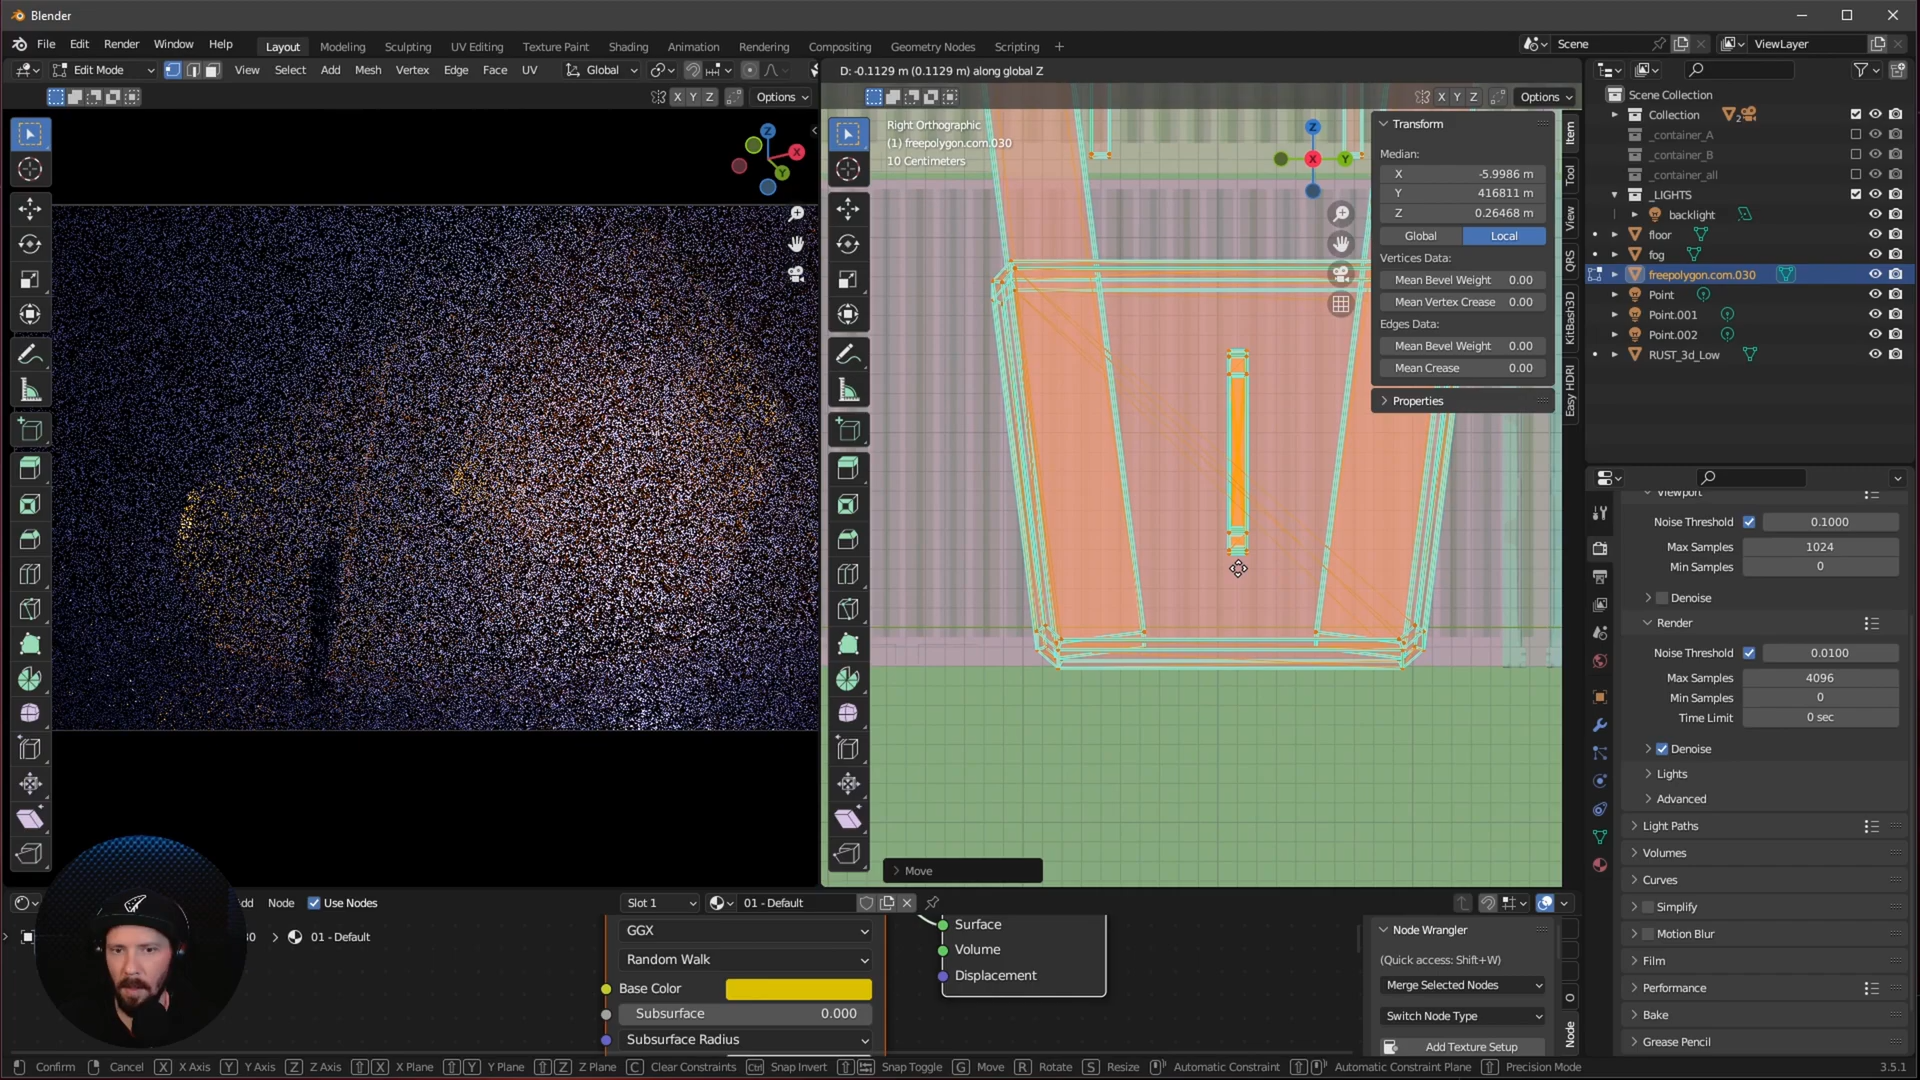 Blender
File Edit Render Window Help
Layout Modeling Sculpting UV Editing Texture Paint Shading Animation Rendering Compositing Geometry Nodes Scripting +
Scene
ViewLayer
Edit Mode View Select Add Mesh Vertex Edge Face UV Global
D: -0.1129 m (0.1129 m) along global Z
X Y Z Options
X Y Z Options
Z X Y
Right Orthographic
(1) freepolygon.com.030
10 Centimeters
Z X Y
Transform
Median:
X -5.9986 m
Y 416811 m
Z 0.26468 m
Global Local
Vertices Data:
Mean Bevel Weight 0.00
Mean Vertex Crease 0.00
Edges Data:
Mean Bevel Weight 0.00
Mean Crease 0.00
Properties
Item
Tool
View
QRS
KitBash3D
Easy HDRI
Move
Scene Collection
Collection 2
_container_A
_container_B
_container_all
_LIGHTS
backlight
floor
fog
freepolygon.com.030
Point
Point.001
Point.002
RUST_3d_Low
Viewport
Noise Threshold 0.1000
Max Samples 1024
Min Samples 0
Denoise
Render
Noise Threshold 0.0100
Max Samples 4096
Min Samples 0
Time Limit 0 sec
Denoise
Lights
Advanced
Light Paths
Volumes
Curves
Simplify
Motion Blur
Film
Performance
Bake
Grease Pencil
dd Node Use Nodes Slot 1 01 - Default
30 01 - Default
GGX
Random Walk
Base Color
Subsurface 0.000
Subsurface Radius
Surface
Volume
Displacement
Node Wrangler
(Quick access: Shift+W)
Merge Selected Nodes
Switch Node Type
Add Texture Setup
O
Node
Confirm Cancel X X Axis Y Y Axis Z Z Axis X X Plane Y Y Plane Z Z Plane C Clear Constraints Ctrl Snap Invert Snap Toggle G Move R Rotate S Resize Automatic Constraint Automatic Constraint Plane Precision Mode
3.5.1